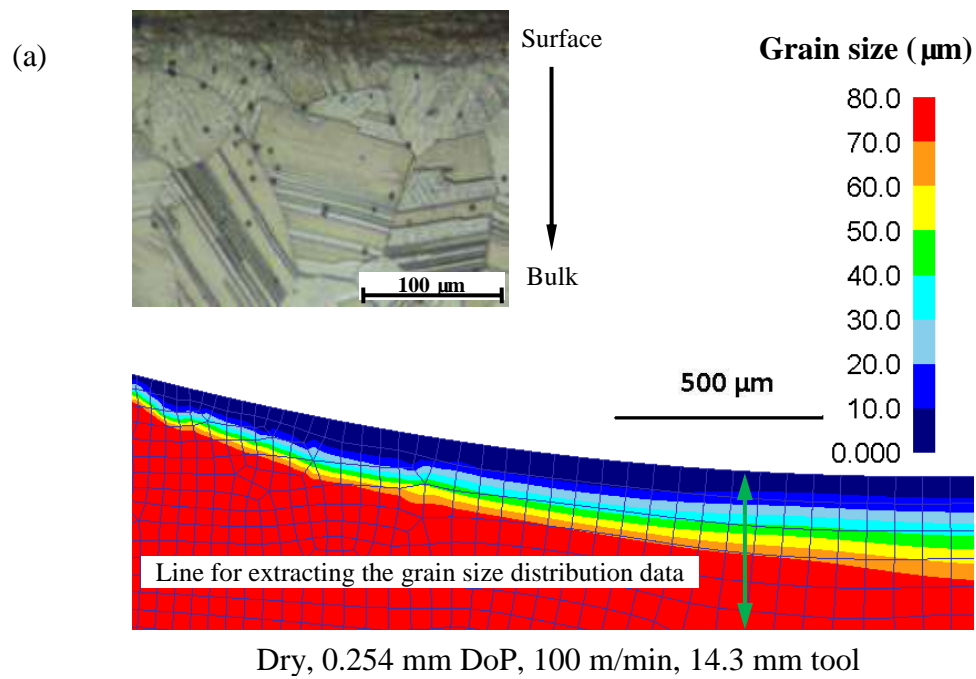 (a)
Surface
Bulk
100 μm
Grain size (μm)
80.0
70.0
60.0
50.0
40.0
30.0
20.0
10.0
0.000
500 μm
Line for extracting the grain size distribution data
Dry, 0.254 mm DoP, 100 m/min, 14.3 mm tool